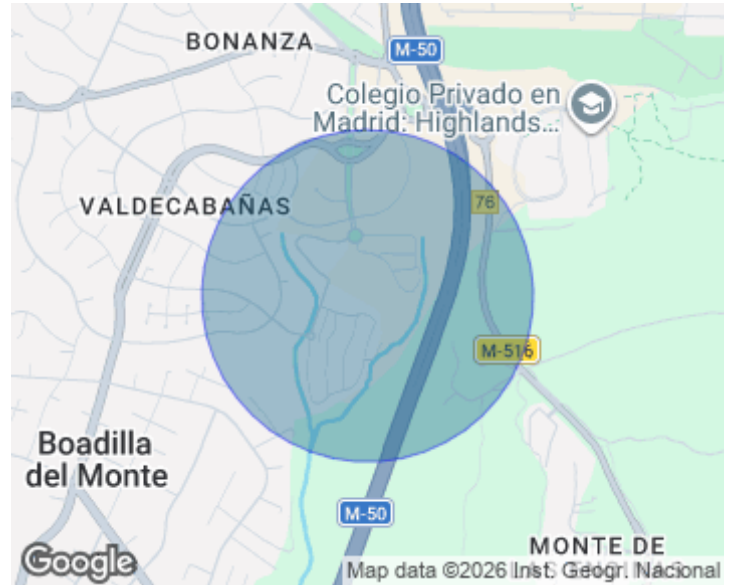 BONANZA
M-50
Colegio Privado en
Madrid: Highlands...
VALDECABAÑAS
76
M-516
Boadilla
del Monte
M-50
MONTE DE
Google
Map data ©2026 Inst. Geogr. Nacional